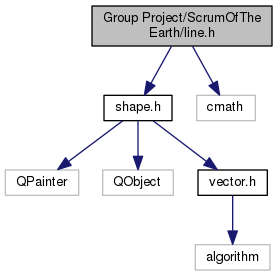 Group Project/ScrumOfThe
Earth/line.h
shape.h
cmath
QPainter
QObject
vector.h
algorithm